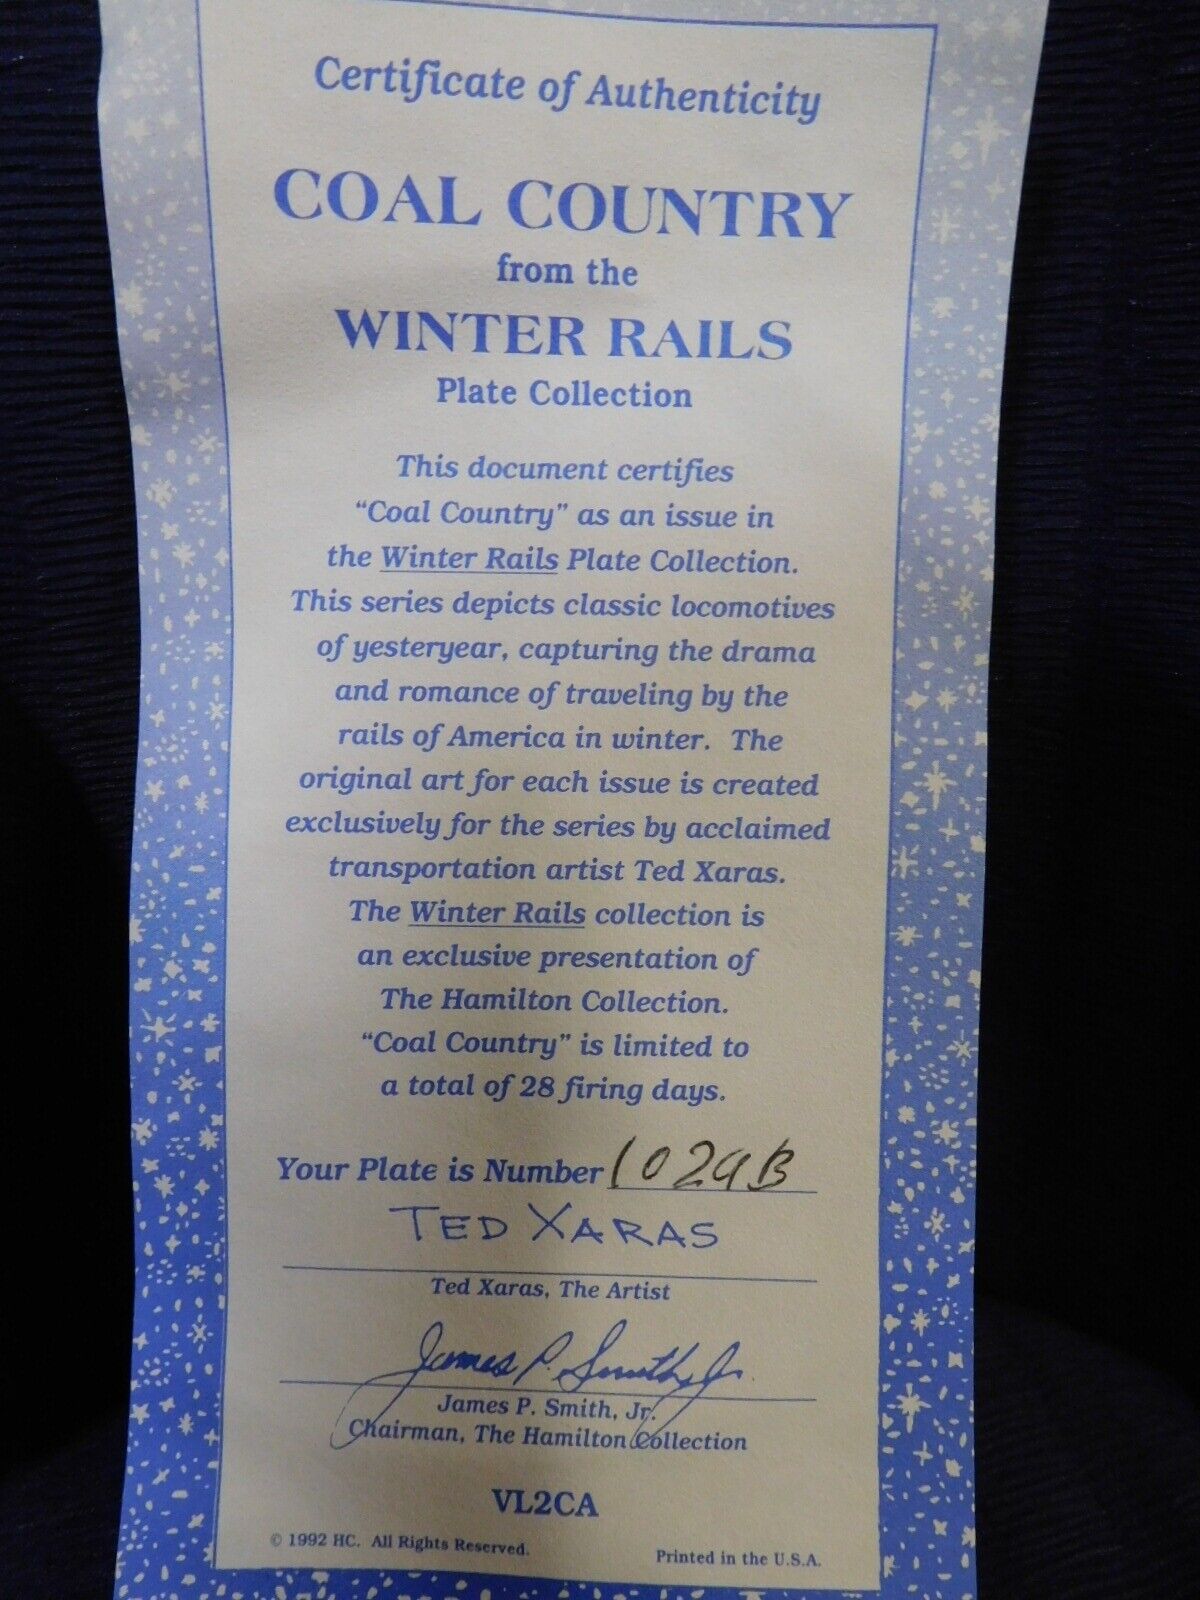 Certificate of Authenticity
COAL COUNTRY
from the
WINTER RAILS
Plate Collection
This document certifies
“Coal Country” as an issue in
the Winter Rails Plate Collection.
This series depicts classic locomotives
of yesteryear, capturing the drama
and romance of traveling by the
rails of America in winter. The
original art for each issue is created
exclusively for the series by acclaimed
transportation artist Ted Xaras.
The Winter Rails collection is
an exclusive presentation of
The Hamilton Collection.
“Coal Country” is limited to
a total of 28 firing days.
Your Plate is Number 1029B
TED XARAS
Ted Xaras, The Artist
James P. Smith, Jr.
James P. Smith, Jr.
Chairman, The Hamilton Collection
VL2CA
© 1992 HC. All Rights Reserved.
Printed in the U.S.A.